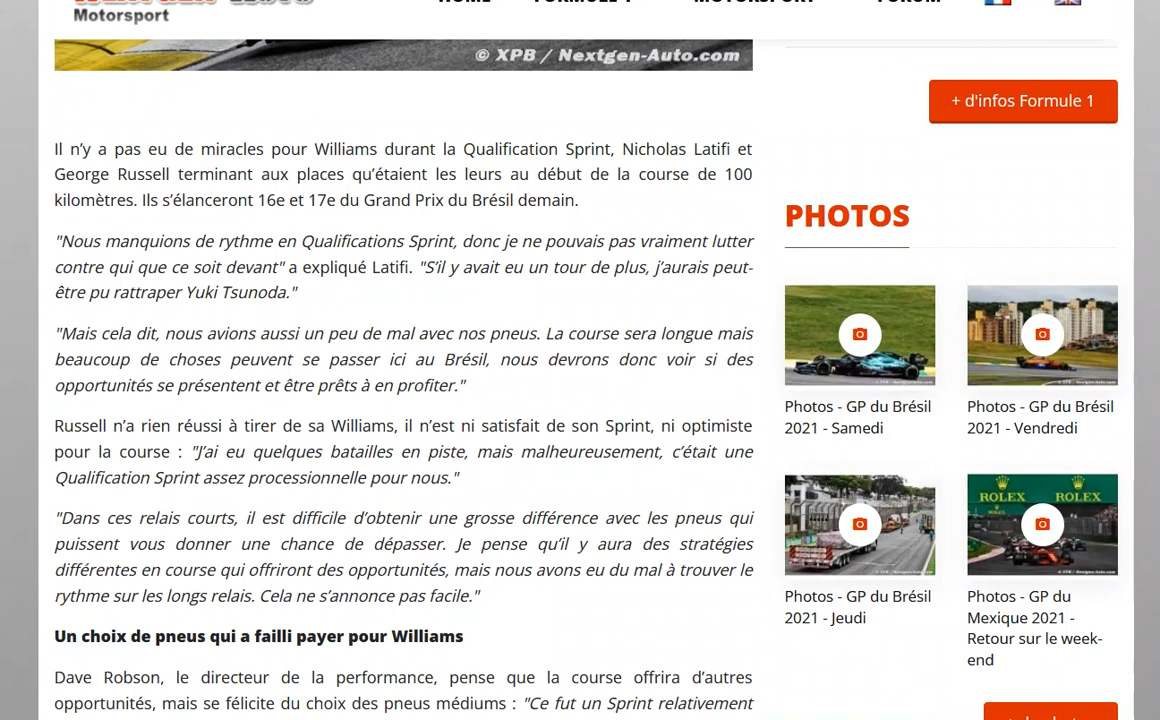 Motorsport
© XPB / Nextgen-Auto.com
+ d'infos Formule 1
Il n’y a pas eu de miracles pour Williams durant la Qualification Sprint, Nicholas Latifi et
George Russell terminant aux places qu’étaient les leurs au début de la course de 100
kilomètres. Ils s’élanceront 16e et 17e du Grand Prix du Brésil demain.
"Nous manquions de rythme en Qualifications Sprint, donc je ne pouvais pas vraiment lutter
contre qui que ce soit devant" a expliqué Latifi. "S’il y avait eu un tour de plus, j’aurais peut-
être pu rattraper Yuki Tsunoda."
"Mais cela dit, nous avions aussi un peu de mal avec nos pneus. La course sera longue mais
beaucoup de choses peuvent se passer ici au Brésil, nous devrons donc voir si des
opportunités se présentent et être prêts à en profiter."
Russell n’a rien réussi à tirer de sa Williams, il n’est ni satisfait de son Sprint, ni optimiste
pour la course : "J’ai eu quelques batailles en piste, mais malheureusement, c’était une
Qualification Sprint assez processionnelle pour nous."
"Dans ces relais courts, il est difficile d’obtenir une grosse différence avec les pneus qui
puissent vous donner une chance de dépasser. Je pense qu’il y aura des stratégies
différentes en course qui offriront des opportunités, mais nous avons eu du mal à trouver le
rythme sur les longs relais. Cela ne s’annonce pas facile."
Un choix de pneus qui a failli payer pour Williams
Dave Robson, le directeur de la performance, pense que la course offrira d’autres
opportunités, mais se félicite du choix des pneus médiums : "Ce fut un Sprint relativement
PHOTOS
Photos - GP du Brésil
2021 - Samedi
Photos - GP du Brésil
2021 - Vendredi
ROLEX
ROLEX
Photos - GP du Brésil
2021 - Jeudi
Photos - GP du
Mexique 2021 -
Retour sur le week-
end